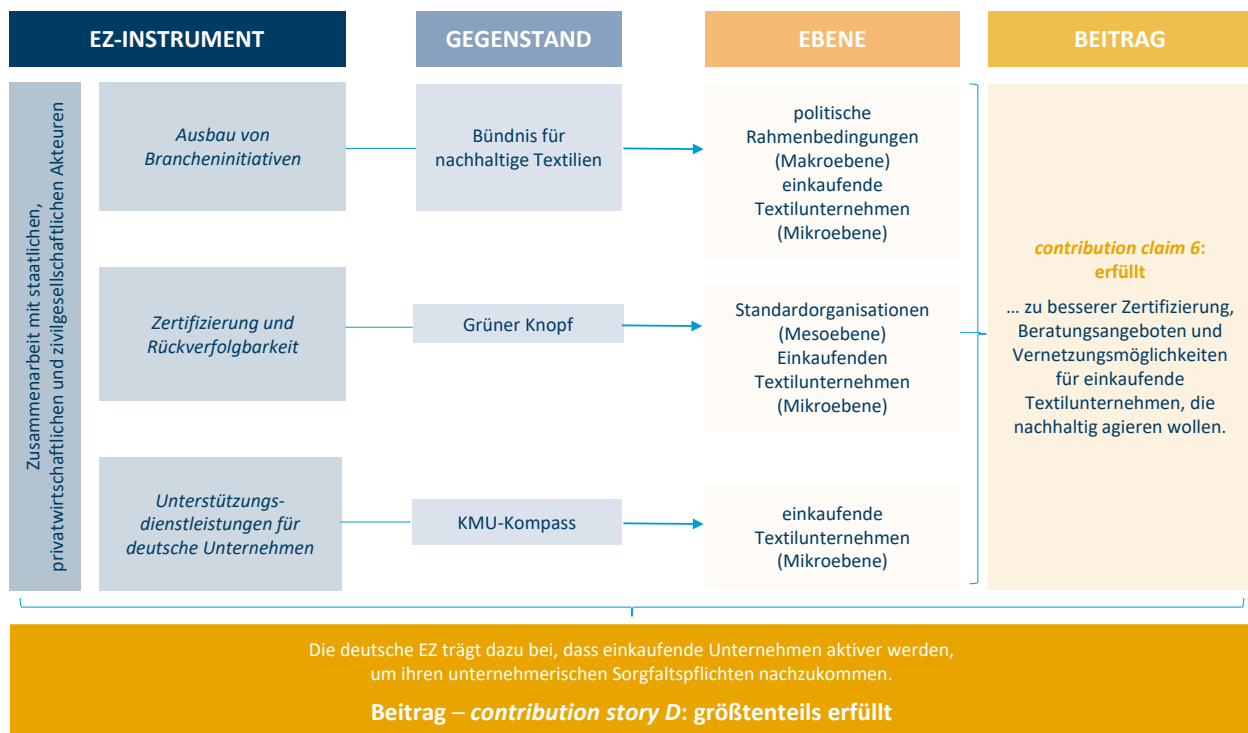 EZ-INSTRUMENT
GEGENSTAND
EBENE
BEITRAG
Zusammenarbeit mit staatlichen,
privatwirtschaftlichen und zivilgesellschaftlichen Akteuren
Ausbau von
Brancheninitiativen
Bündnis für
nachhaltige Textilien
politische
Rahmenbedingungen
(Makroebene)
einkaufende
Textilunternehmen
(Mikroebene)
Zertifizierung und
Rückverfolgbarkeit
Grüner Knopf
Standardorganisationen
(Mesoebene)
Einkaufenden
Textilunternehmen
(Mikroebene)
Unterstützungs-
dienstleistungen für
deutsche Unternehmen
KMU-Kompass
einkaufende
Textilunternehmen
(Mikroebene)
contribution claim 6:
erfüllt
... zu besserer Zertifizierung,
Beratungsangeboten und
Vernetzungsmöglichkeiten
für einkaufende
Textilunternehmen, die
nachhaltig agieren wollen.
Die deutsche EZ trägt dazu bei, dass einkaufende Unternehmen aktiver werden,
um ihren unternehmerischen Sorgfaltspflichten nachzukommen.
Beitrag – contribution story D: größtenteils erfüllt